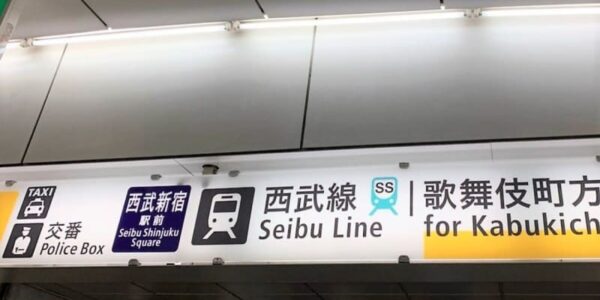 TAXI
交番
Police Box
西武新宿
駅前
Seibu Shinjuku
Square
西武線
Seibu Line
SS
歌舞伎町方
for Kabukich